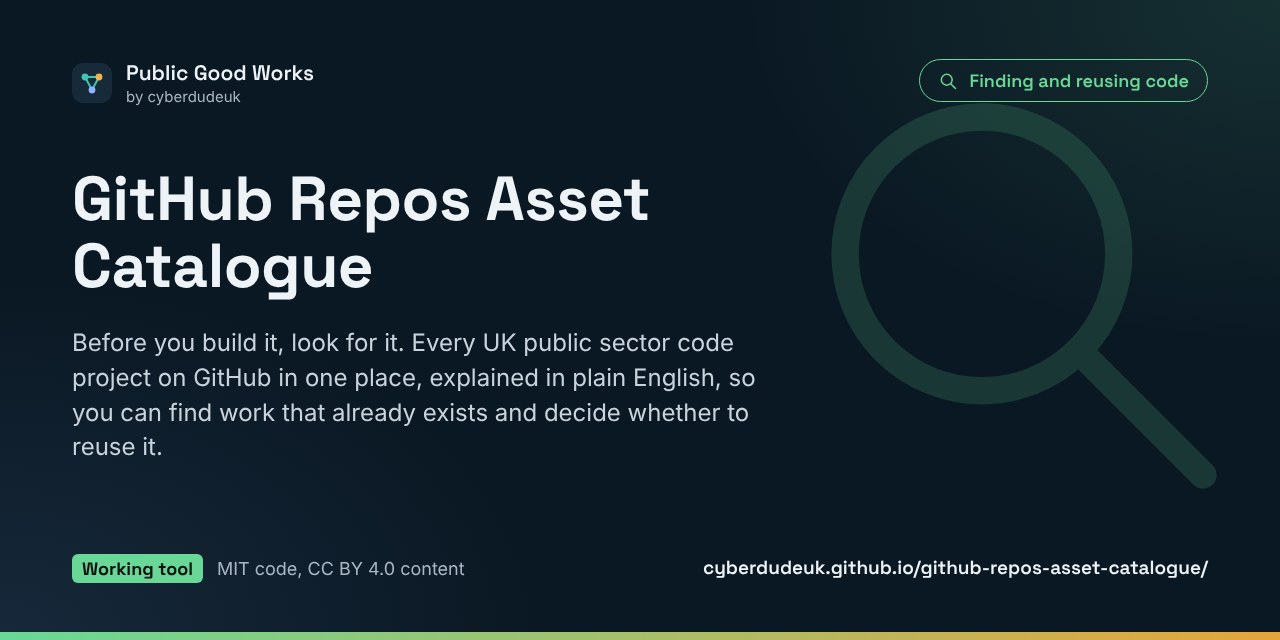 Public Good Works
by cyberdudeuk
Finding and reusing code
GitHub Repos Asset
Catalogue
Before you build it, look for it. Every UK public sector code
project on GitHub in one place, explained in plain English, so
you can find work that already exists and decide whether to
reuse it.
Working tool
MIT code, CC BY 4.0 content
cyberdudeuk.github.io/github-repos-asset-catalogue/